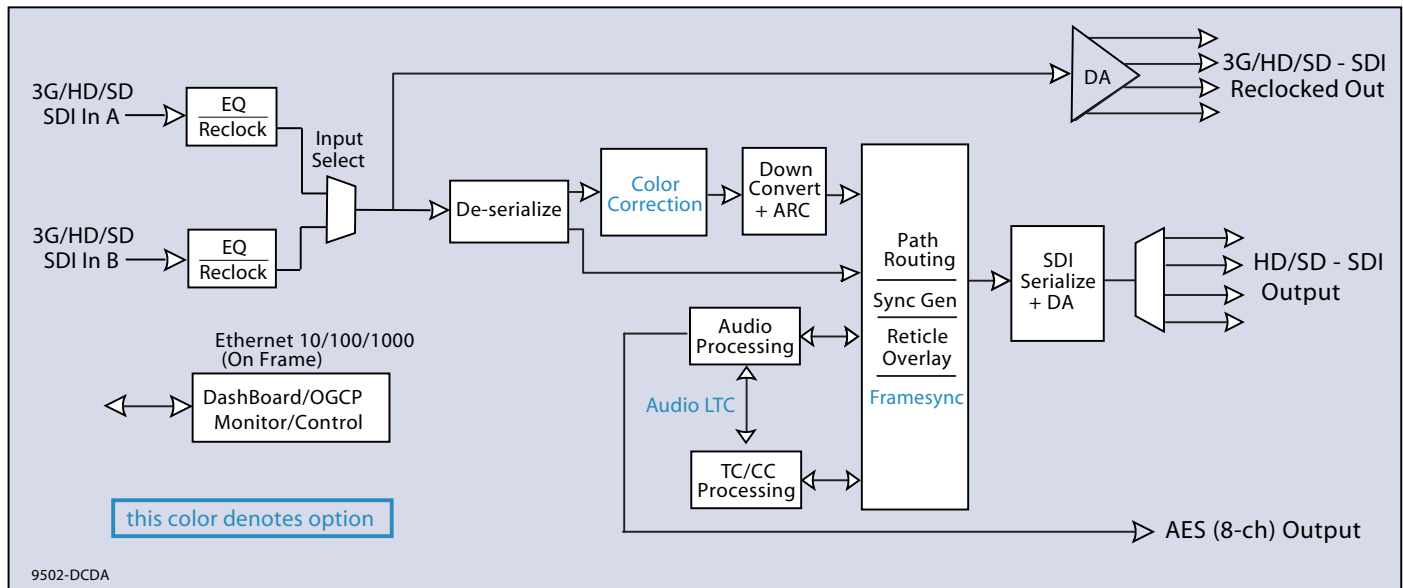 3G/HD/SD
SDI In A
EQ
Reclock
Input
Select
3G/HD/SD
SDI In B
EQ
Reclock
De-serialize
Color
Correction
Down
Convert
+ ARC
DA
3G/HD/SD - SDI
Reclocked Out
Path
Routing
Sync Gen
Reticle
Overlay
Framesync
SDI
Serialize
+ DA
HD/SD - SDI
Output
Audio
Processing
Audio LTC
TC/CC
Processing
AES (8-ch) Output
Ethernet 10/100/1000
(On Frame)
DashBoard/OGCP
Monitor/Control
this color denotes option
9502-DCDA